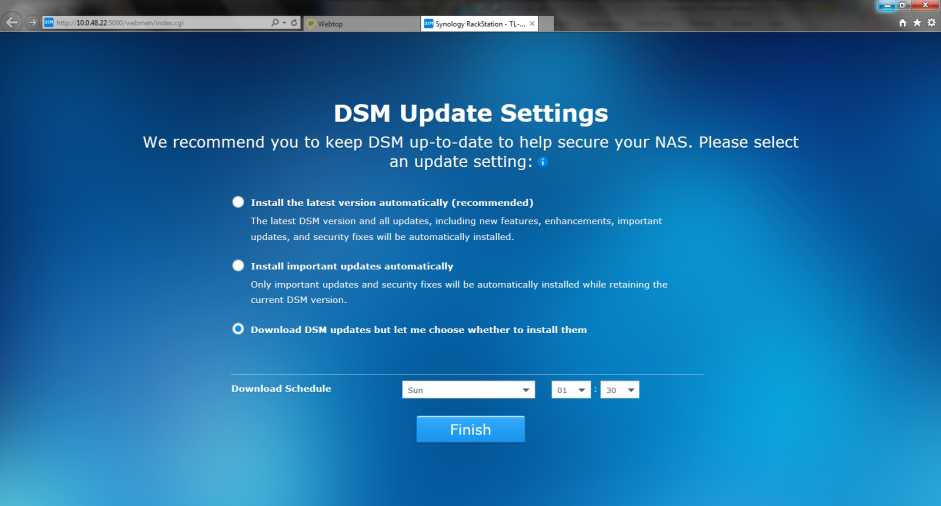 http://10.0.48.22:5000/webman/index.cgi
Webtop
Synology RackStation - TL-...
DSM Update Settings
We recommend you to keep DSM up-to-date to help secure your NAS. Please select
an update setting:
Install the latest version automatically (recommended)
The latest DSM version and all updates, including new features, enhancements, important
updates, and security fixes will be automatically installed.
Install important updates automatically
Only important updates and security fixes will be automatically installed while retaining the
current DSM version.
Download DSM updates but let me choose whether to install them
Download Schedule
Sun
01 : 30
Finish